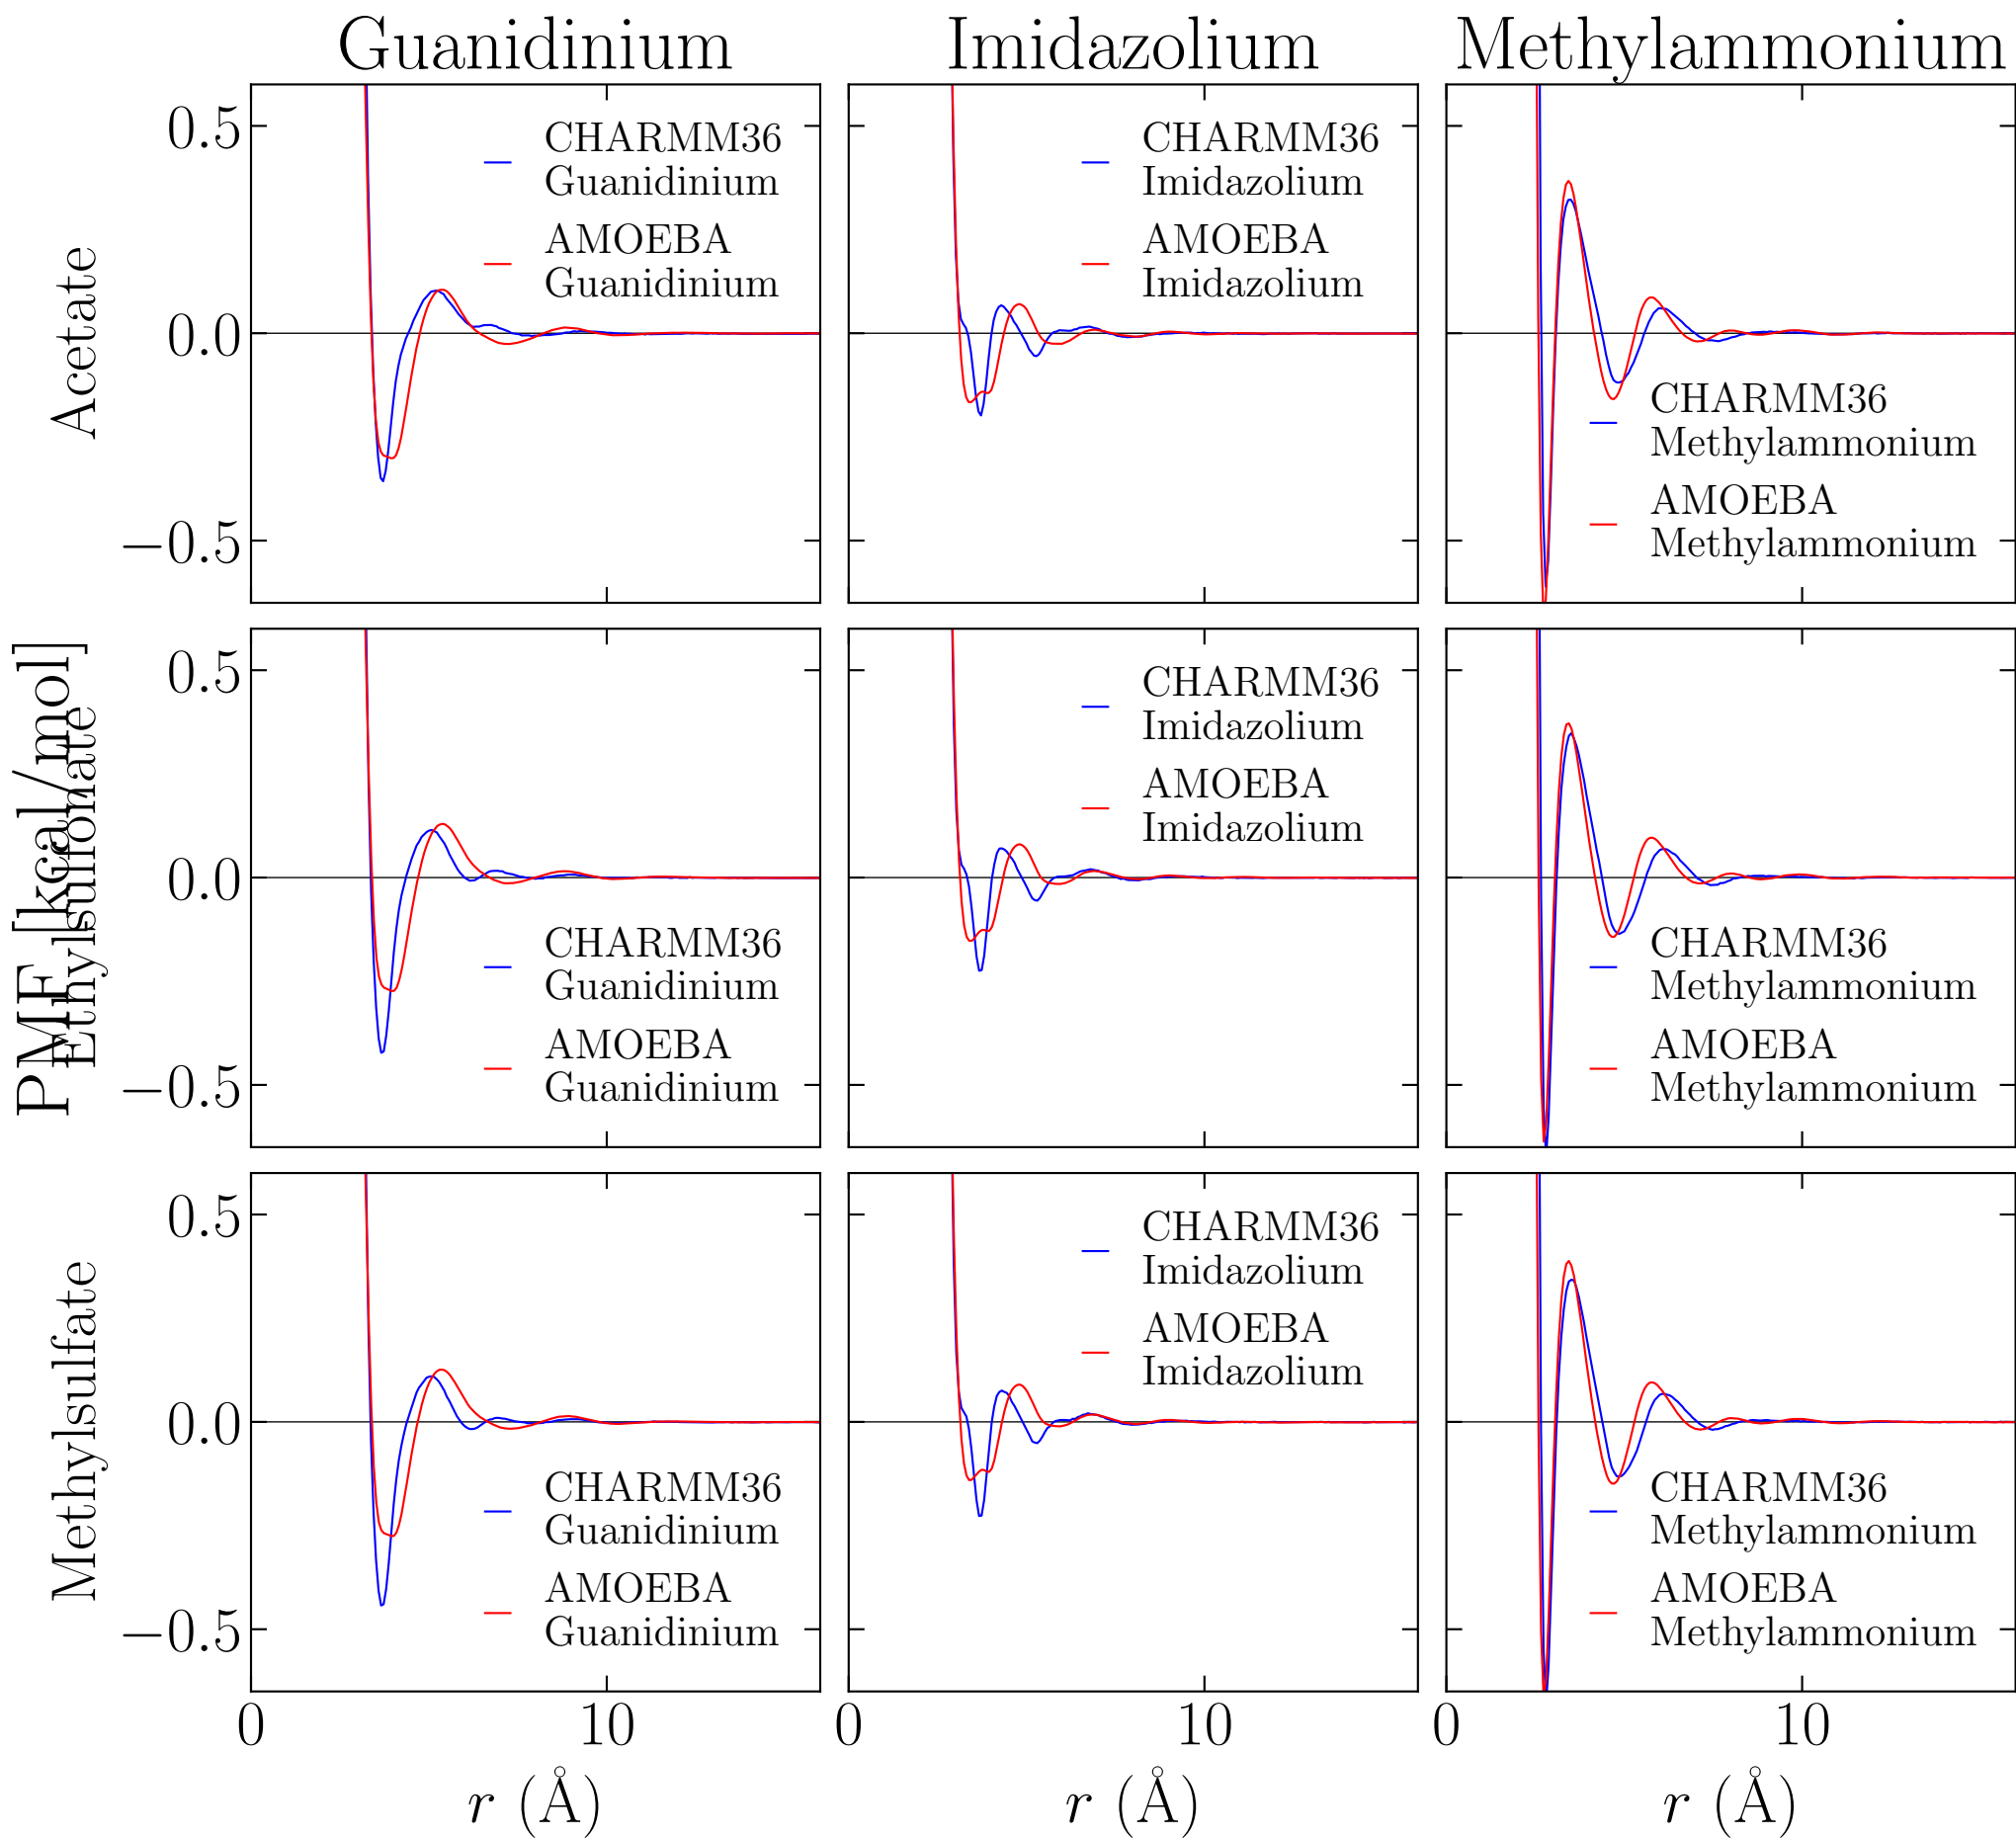 Guanidinium
Imidazolium
Methylammonium
Acetate
0.5
0.0
−0.5
CHARMM36
Guanidinium
AMOEBA
Guanidinium
CHARMM36
Imidazolium
AMOEBA
Imidazolium
CHARMM36
Methylammonium
AMOEBA
Methylammonium
PMF [kcal/mol]
Ethylsulfonate
0.5
0.0
−0.5
CHARMM36
Guanidinium
AMOEBA
Guanidinium
CHARMM36
Imidazolium
AMOEBA
Imidazolium
CHARMM36
Methylammonium
AMOEBA
Methylammonium
Methylsulfate
0.5
0.0
−0.5
CHARMM36
Guanidinium
AMOEBA
Guanidinium
CHARMM36
Imidazolium
AMOEBA
Imidazolium
CHARMM36
Methylammonium
AMOEBA
Methylammonium
0 10
0 10
0 10
r (Å)
r (Å)
r (Å)